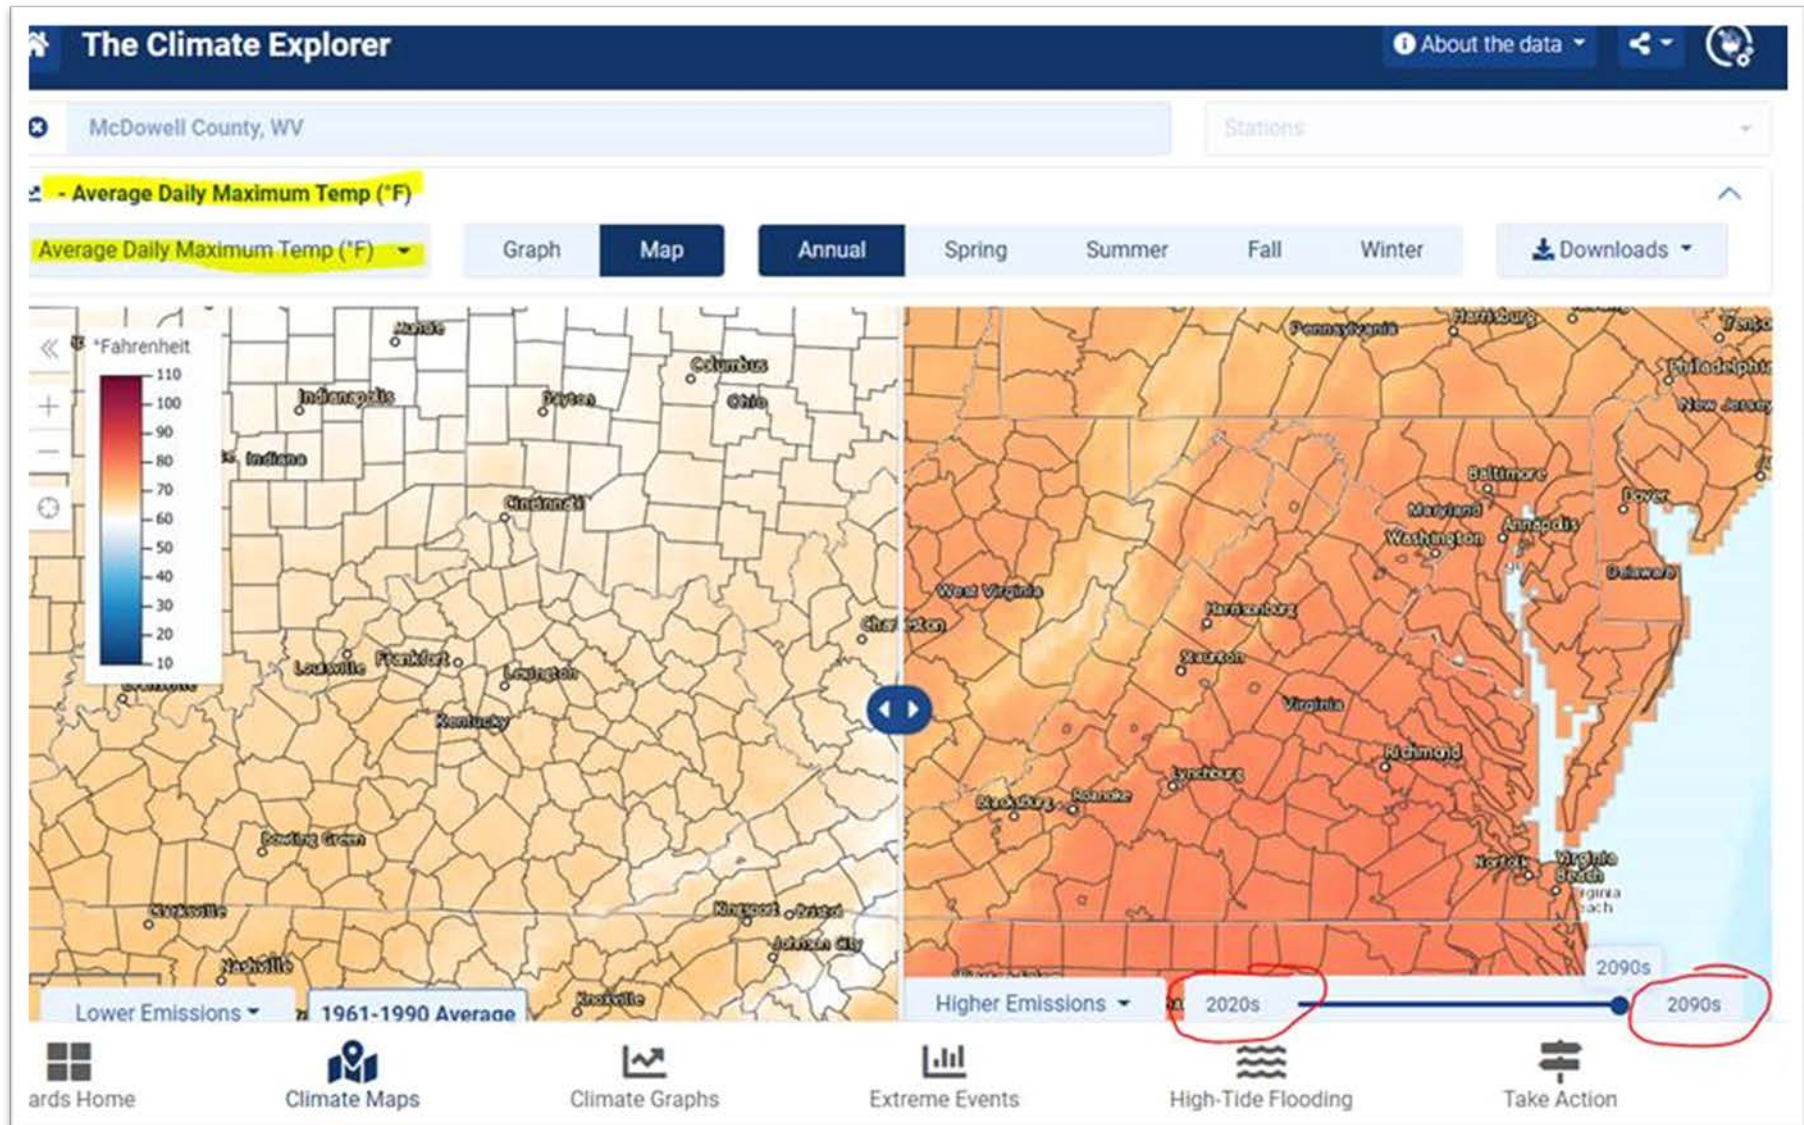 The Climate Explorer
About the data
McDowell County, WV
Stations
- Average Daily Maximum Temp (°F)
Average Daily Maximum Temp (°F)
Graph
Map
Annual
Spring
Summer
Fall
Winter
Downloads
°Fahrenheit
110
100
90
80
70
60
50
40
30
20
10
Muncie
Columbus
Indianapolis
Dayton
Ohio
Indiana
Cincinnati
Charleston
Louisville
Frankfort
Lexington
Kentucky
Bowling Green
Clarksville
Kingsport
Bristol
Johnson City
Nashville
Knoxville
Pennsylvania
Harrisburg
Philadelphia
New Jersey
Baltimore
Maryland
Dover
Annapolis
Washington
Delaware
West Virginia
Harrisonburg
Staunton
Virginia
Richmond
Lynchburg
Blacksburg
Roanoke
Norfolk
Virginia
Beach
irginia
each
2090s
Lower Emissions
1961-1990 Average
Higher Emissions
2020s
2090s
ards Home
Climate Maps
Climate Graphs
Extreme Events
High-Tide Flooding
Take Action